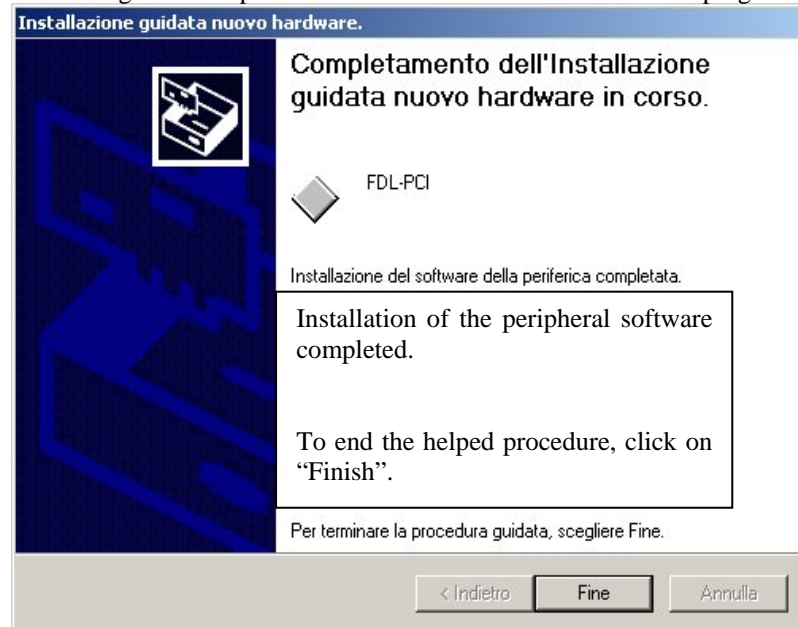 Installazione guidata nuovo hardware.
Completamento dell'Installazione
guidata nuovo hardware in corso.
FDL-PCI
Installazione del software della periferica completata.
Installation of the peripheral software
completed.
To end the helped procedure, click on
“Finish”.
Per terminare la procedura guidata, scegliere Fine.
< Indietro Fine Annulla